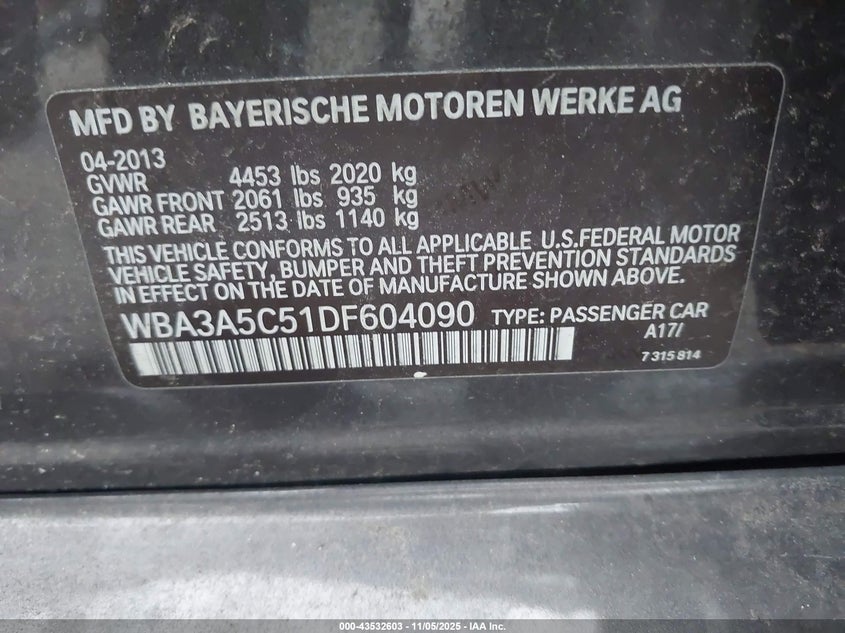 MFD BY BAYERISCHE MOTOREN WERKE AG
04-2013
GVWR 4453 lbs 2020 kg
GAWR FRONT 2061 lbs 935 kg
GAWR REAR 2513 lbs 1140 kg
THIS VEHICLE CONFORMS TO ALL APPLICABLE U.S.FEDERAL MOTOR
VEHICLE SAFETY, BUMPER AND THEFT PREVENTION STANDARDS
IN EFFECT ON THE DATE OF MANUFACTURE SHOWN ABOVE.
WBA3A5C51DF604090 TYPE: PASSENGER CAR
A17/
7 315 814
000-43532603 - 11/05/2025 - IAA Inc.